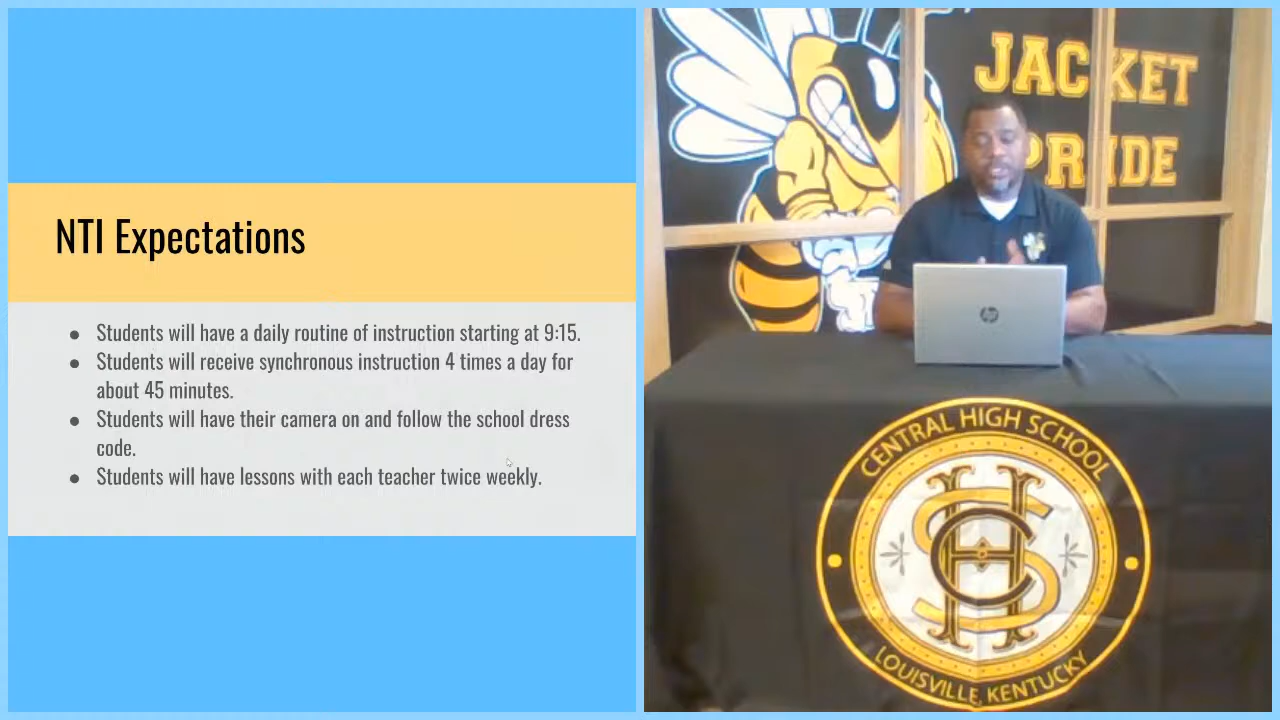 NTI Expectations
● Students will have a daily routine of instruction starting at 9:15.
● Students will receive synchronous instruction 4 times a day for
about 45 minutes.
● Students will have their camera on and follow the school dress
code.
● Students will have lessons with each teacher twice weekly.
JACKET
PRIDE
hp
CENTRAL HIGH SCHOOL
CHS
LOUISVILLE, KENTUCKY